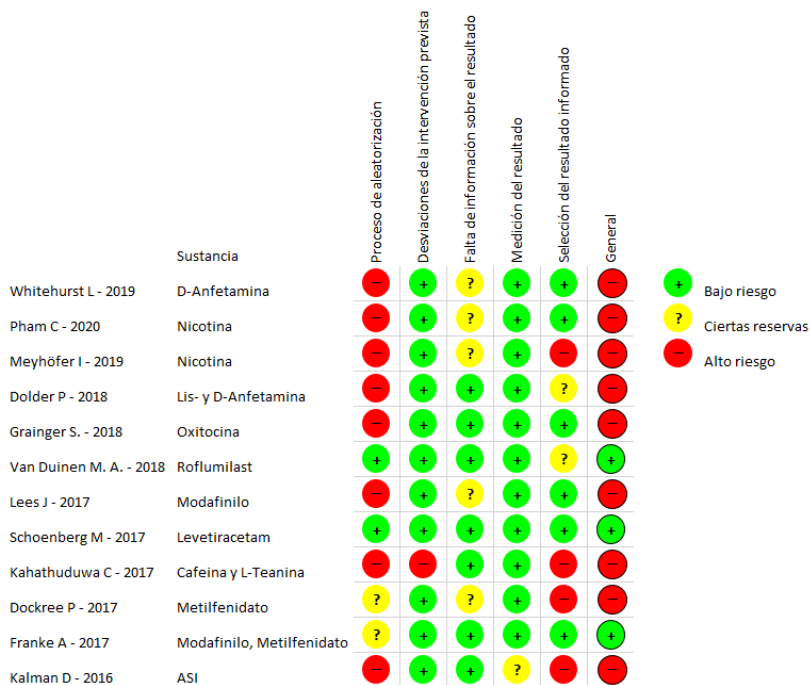 Sustancia
Proceso de aleatorización
Desviaciones de la intervención prevista
Falta de información sobre el resultado
Medición del resultado
Selección del resultado informado
General
Whitehurst L - 2019 D-Anfetamina − + ? + + −
Pham C - 2020 Nicotina − + ? + + −
Meyhöfer I - 2019 Nicotina − + ? + − −
Dolder P - 2018 Lis- y D-Anfetamina − + + + ? −
Grainger S. - 2018 Oxitocina − + + + + −
Van Duinen M. A. - 2018 Roflumilast + + + + ? +
Lees J - 2017 Modafinilo − + ? + + −
Schoenberg M - 2017 Levetiracetam + + + + + +
Kahathuduwa C - 2017 Cafeina y L-Teanina − − + + − −
Dockree P - 2017 Metilfenidato ? + ? + − −
Franke A - 2017 Modafinilo, Metilfenidato ? + + + + +
Kalman D - 2016 ASI − + + ? − −
+ Bajo riesgo
? Ciertas reservas
− Alto riesgo